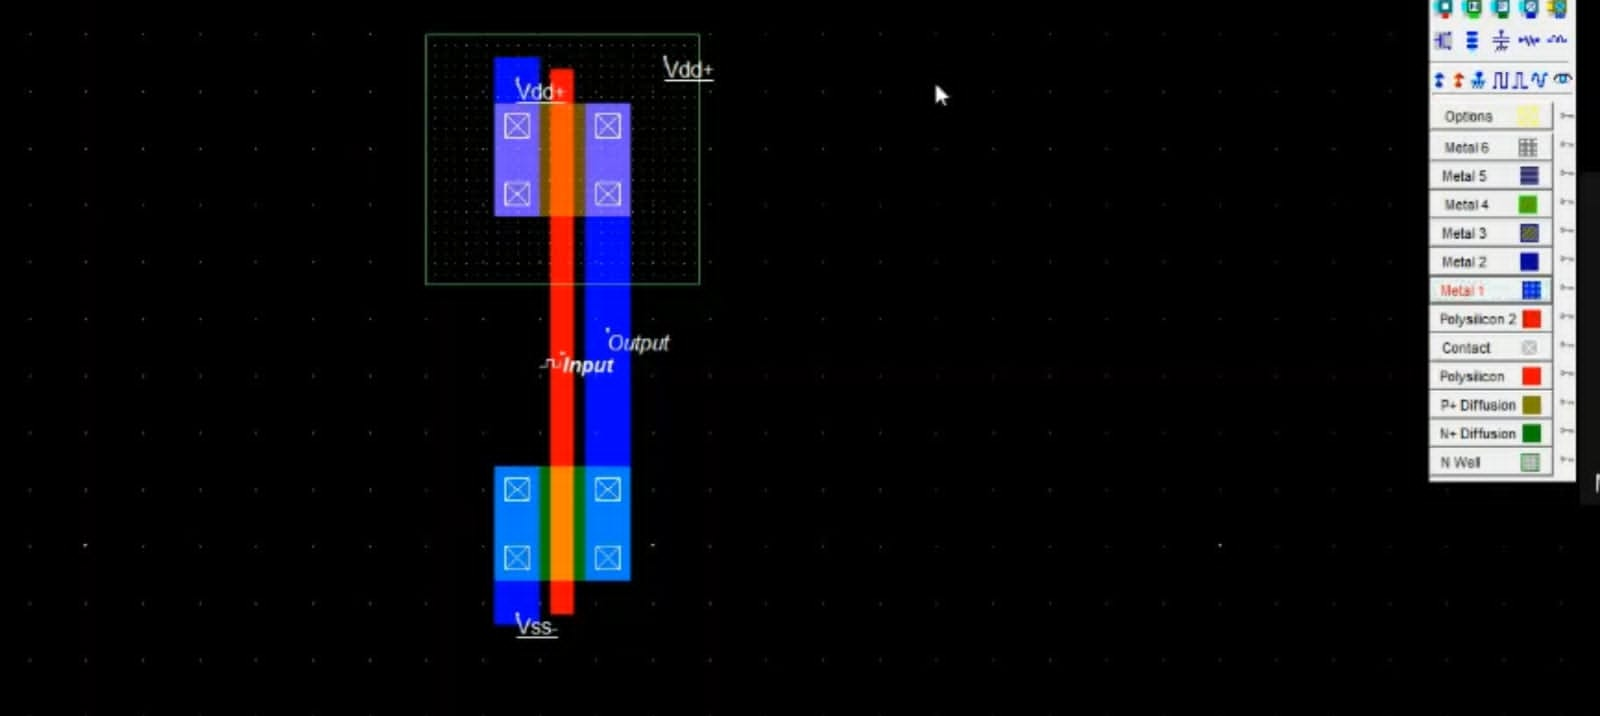 Vdd+
Vdd+
Output
Input
Vss-
Options
Metal 6
Metal 5
Metal 4
Metal 3
Metal 2
Metal 1
Polysilicon 2
Contact
Polysilicon
P+ Diffusion
N+ Diffusion
N Well